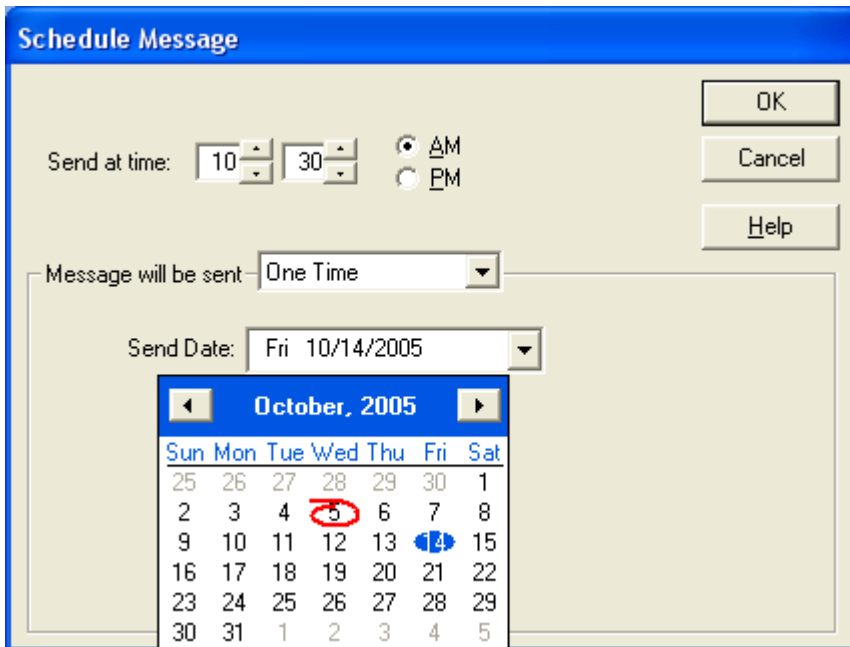 Schedule Message
OK
Send at time: 10 30 AM
PM
Cancel
Help
Message will be sent One Time
Send Date: Fri 10/14/2005
October, 2005
Sun Mon Tue Wed Thu Fri Sat
25 26 27 28 29 30 1
2 3 4 5 6 7 8
9 10 11 12 13 14 15
16 17 18 19 20 21 22
23 24 25 26 27 28 29
30 31 1 2 3 4 5